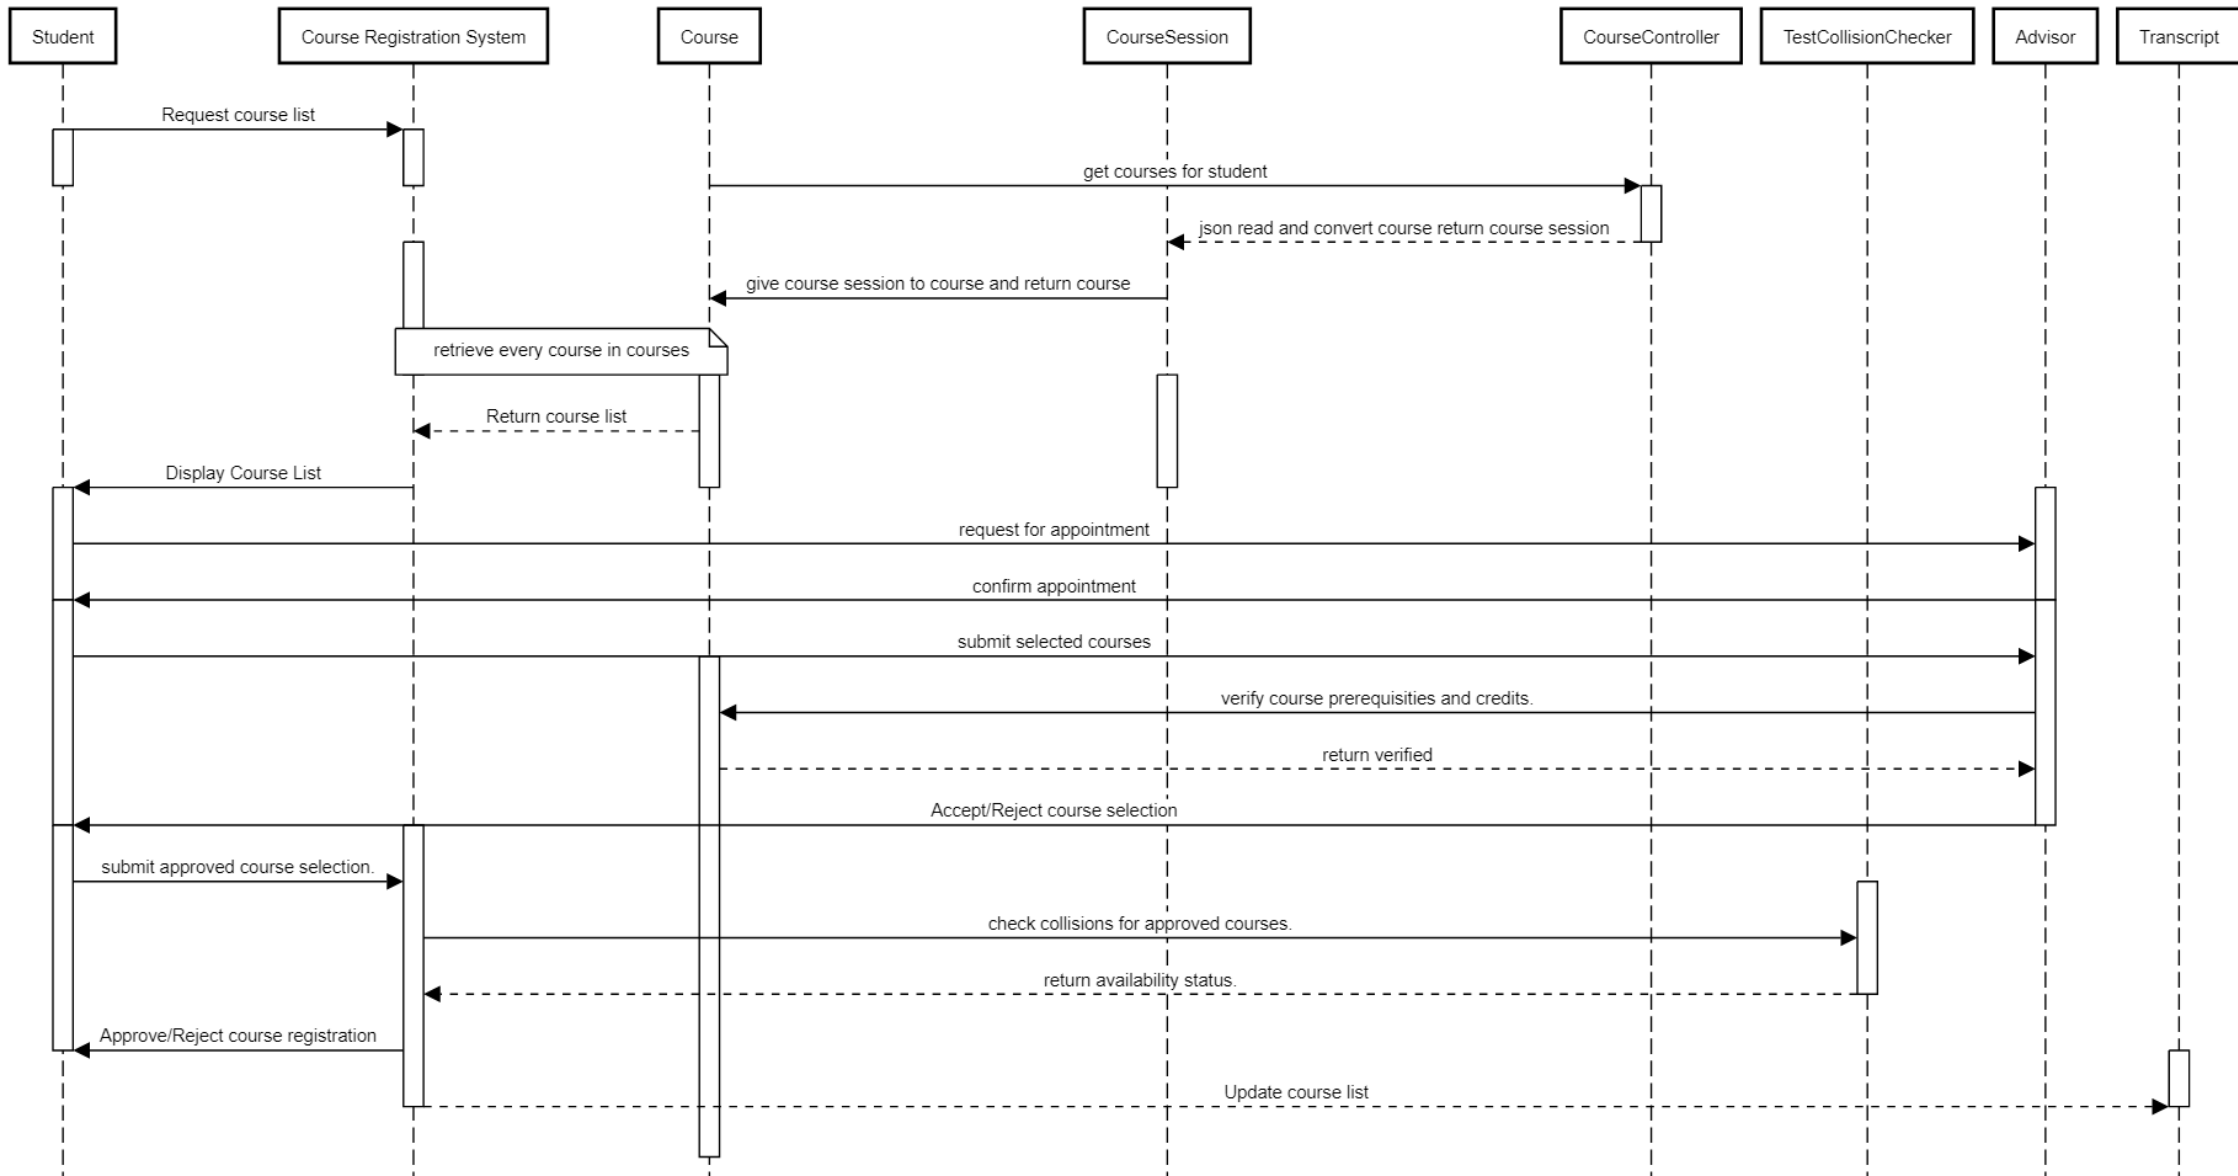 Student
Course Registration System
Course
CourseSession
CourseController
TestCollisionChecker
Advisor
Transcript
Request course list
get courses for student
json read and convert course return course session
give course session to course and return course
retrieve every course in courses
Return course list
Display Course List
request for appointment
confirm appointment
submit selected courses
verify course prerequisities and credits.
return verified
Accept/Reject course selection
submit approved course selection.
check collisions for approved courses.
return availability status.
Approve/Reject course registration
Update course list